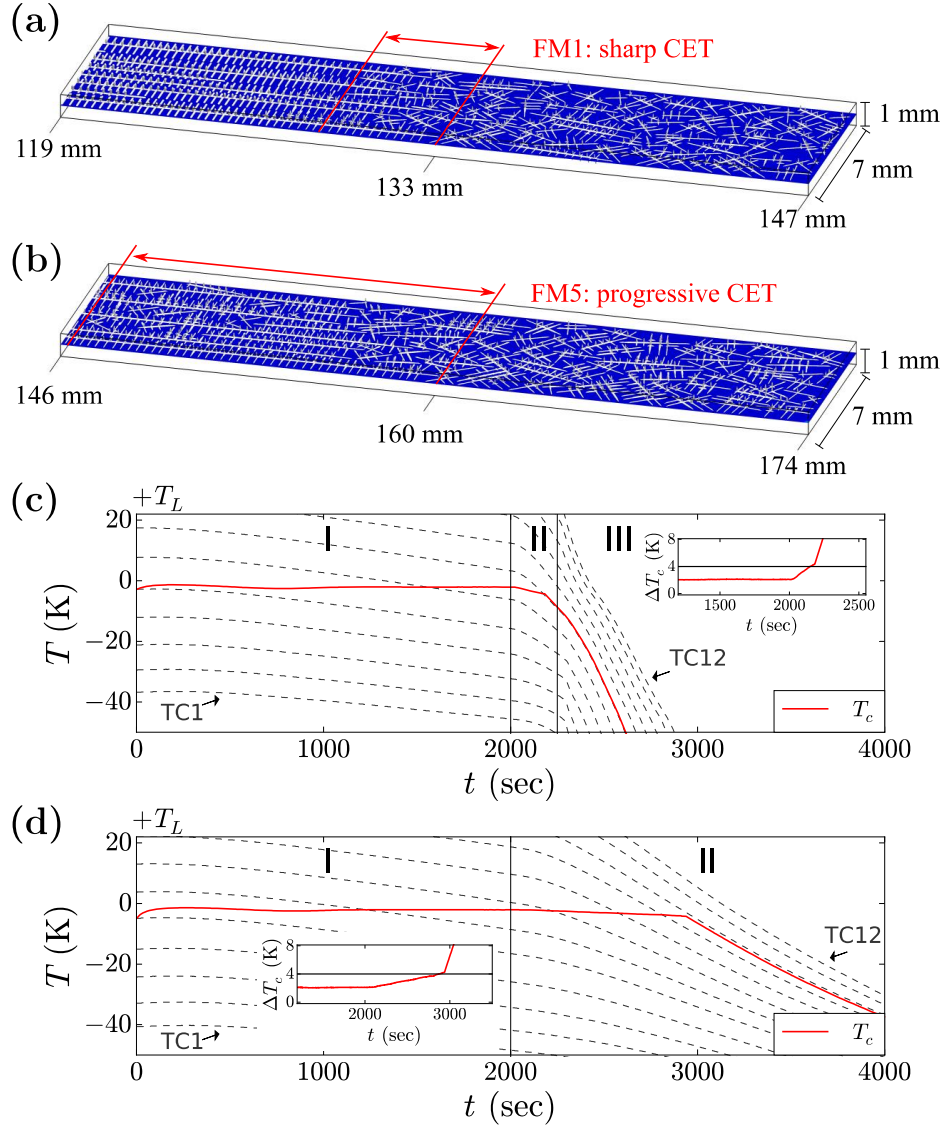 (a)
FM1: sharp CET
1 mm
7 mm
119 mm
133 mm
147 mm
(b)
FM5: progressive CET
1 mm
7 mm
146 mm
160 mm
174 mm
(c)
+T_L
I II III
20
0
−20
−40
T (K)
ΔT_c (K)
8
4
0
1500 2000 2500
t (sec)
TC12
TC1
T_c
0 1000 2000 3000 4000
t (sec)
(d)
+T_L
I II
20
0
−20
−40
T (K)
ΔT_c (K)
8
4
0
2000 3000
t (sec)
TC12
TC1
T_c
0 1000 2000 3000 4000
t (sec)